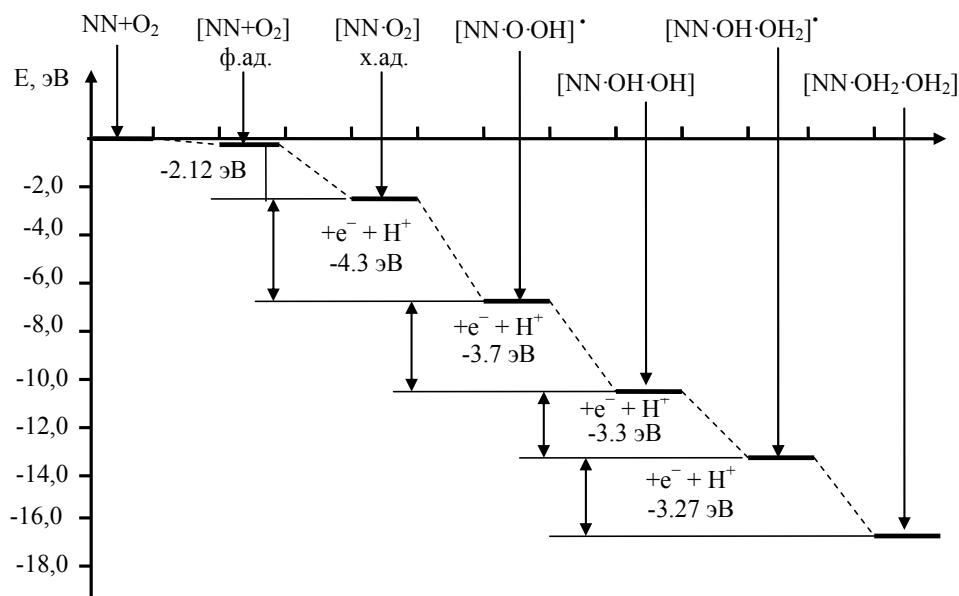 NN+O₂
[NN+O₂]
ф.ад.
[NN·O₂]
х.ад.
[NN·O·OH]˙
[NN·OH·OH₂]˙
E, эВ
[NN·OH·OH]
[NN·OH₂·OH₂]
-2.12 эВ
-2,0
-4,0
+e⁻ + H⁺
-4.3 эВ
-6,0
-8,0
+e⁻ + H⁺
-3.7 эВ
-10,0
+e⁻ + H⁺
-3.3 эВ
-12,0
-14,0
+e⁻ + H⁺
-3.27 эВ
-16,0
-18,0